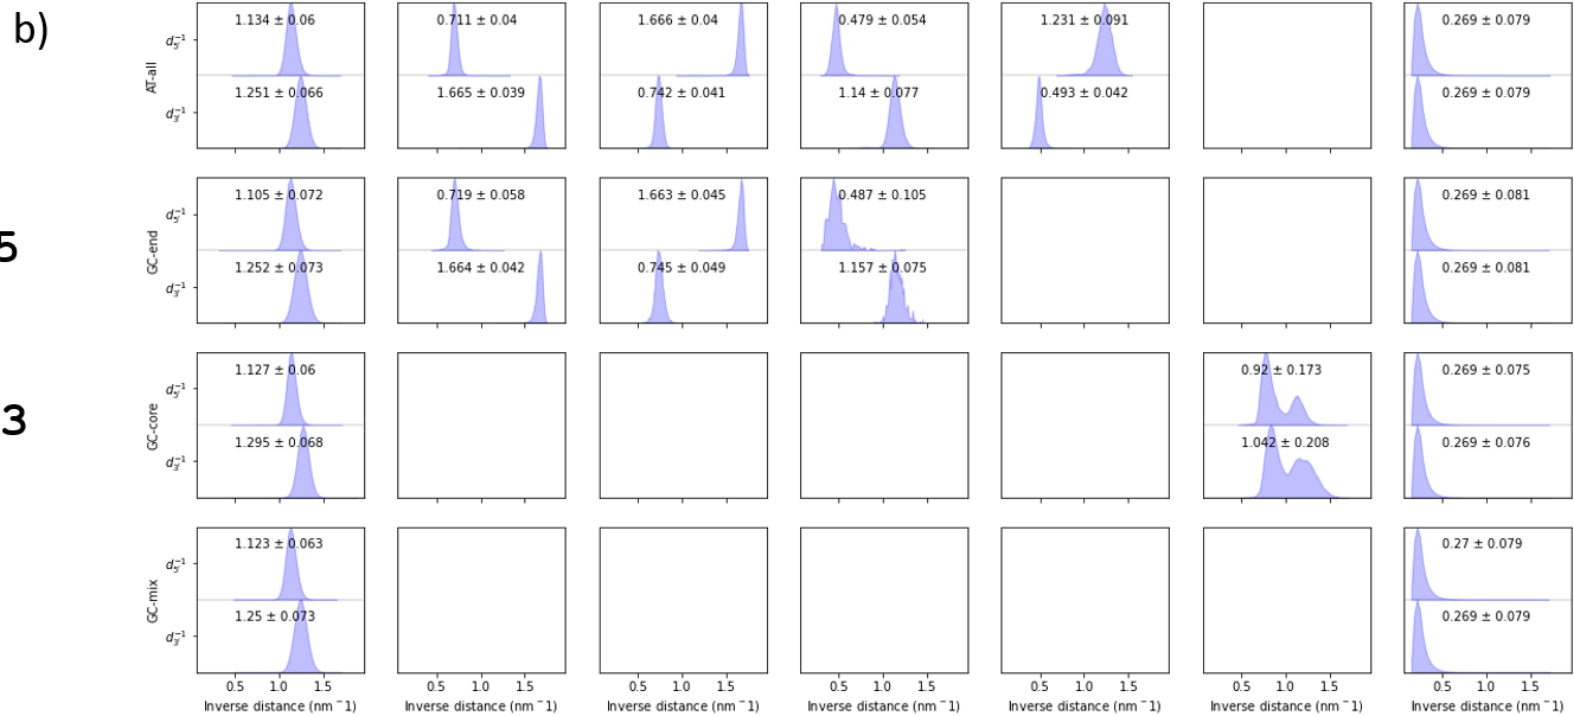 b)
1.134 ± 0.06 0.711 ± 0.04 1.666 ± 0.04 0.479 ± 0.054 1.231 ± 0.091 0.269 ± 0.079
d₅′⁻¹
AT-all
1.251 ± 0.066 1.665 ± 0.039 0.742 ± 0.041 1.14 ± 0.077 0.493 ± 0.042 0.269 ± 0.079
d₃′⁻¹
1.105 ± 0.072 0.719 ± 0.058 1.663 ± 0.045 0.487 ± 0.105 0.269 ± 0.081
d₅′⁻¹
5
GC-end
1.252 ± 0.073 1.664 ± 0.042 0.745 ± 0.049 1.157 ± 0.075 0.269 ± 0.081
d₃′⁻¹
1.127 ± 0.06 0.92 ± 0.173 0.269 ± 0.075
d₅′⁻¹
3
GC-core
1.295 ± 0.068 1.042 ± 0.208 0.269 ± 0.076
d₃′⁻¹
1.123 ± 0.063 0.27 ± 0.079
d₅′⁻¹
GC-mix
1.25 ± 0.073 0.269 ± 0.079
d₃′⁻¹
0.5 1.0 1.5 0.5 1.0 1.5 0.5 1.0 1.5 0.5 1.0 1.5 0.5 1.0 1.5 0.5 1.0 1.5 0.5 1.0 1.5
Inverse distance (nm⁻1) Inverse distance (nm⁻1) Inverse distance (nm⁻1) Inverse distance (nm⁻1) Inverse distance (nm⁻1) Inverse distance (nm⁻1) Inverse distance (nm⁻1)